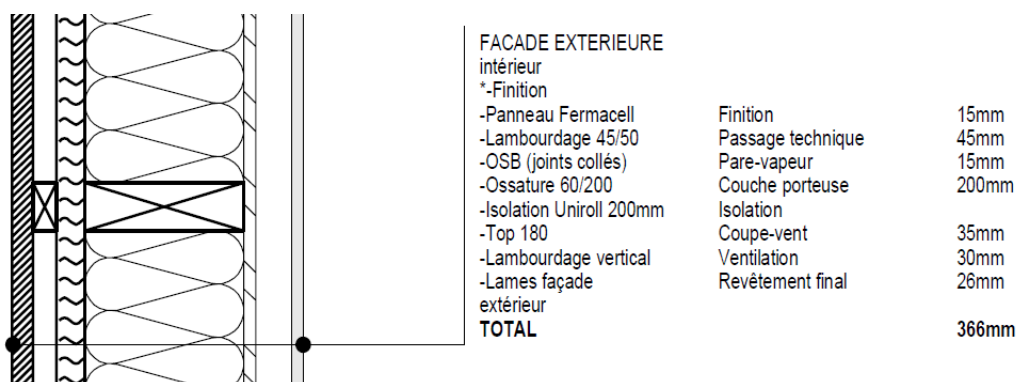 FACADE EXTERIEURE
intérieur
*-Finition
-Panneau Fermacell Finition 15mm
-Lambourdage 45/50 Passage technique 45mm
-OSB (joints collés) Pare-vapeur 15mm
-Ossature 60/200 Couche porteuse 200mm
-Isolation Uniroll 200mm Isolation
-Top 180 Coupe-vent 35mm
-Lambourdage vertical Ventilation 30mm
-Lames façade Revêtement final 26mm
extérieur
TOTAL 366mm